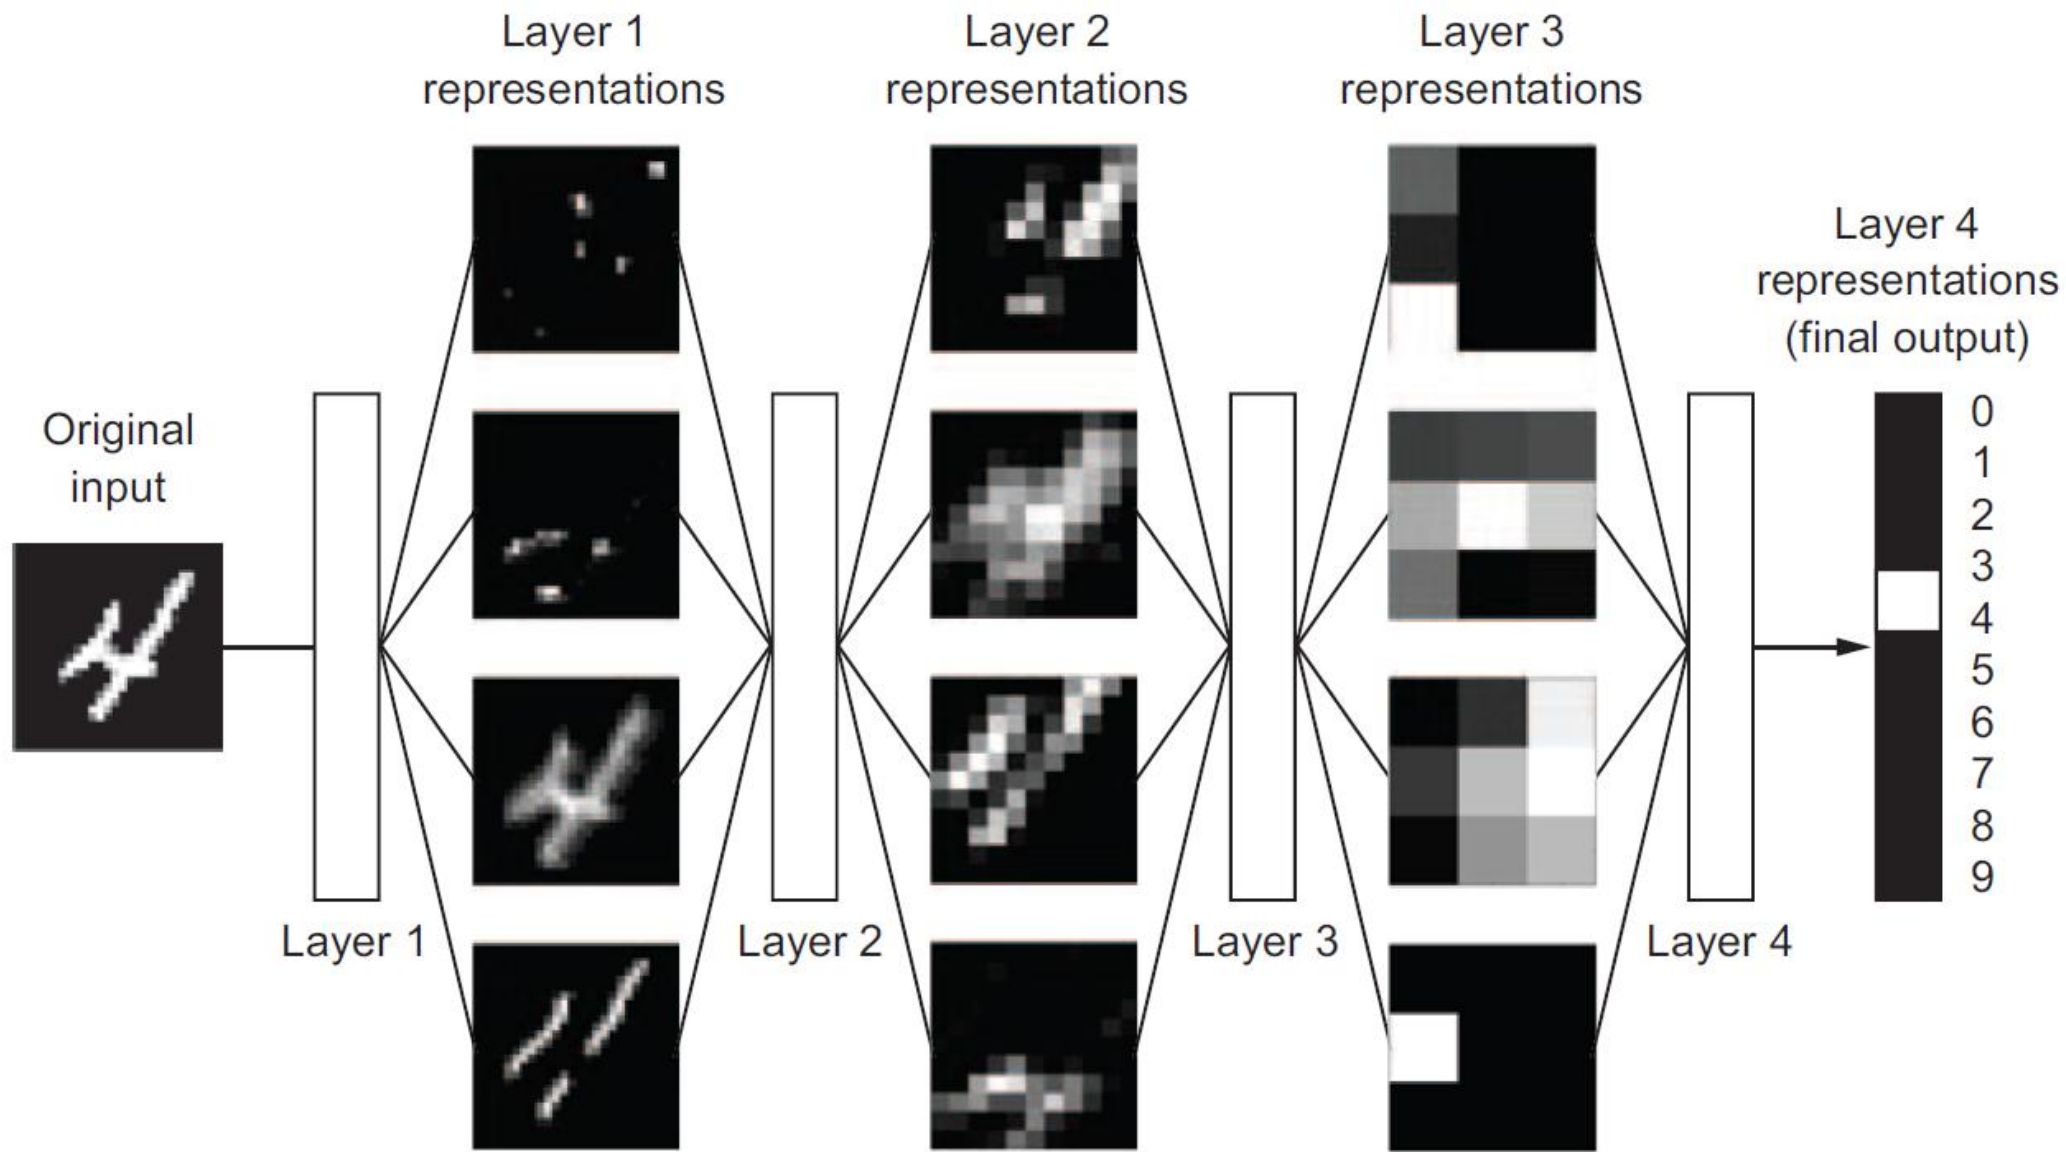 Layer 1
representations
Layer 2
representations
Layer 3
representations
Layer 4
representations
(final output)
Original
input
0
1
2
3
4
5
6
7
8
9
Layer 1
Layer 2
Layer 3
Layer 4